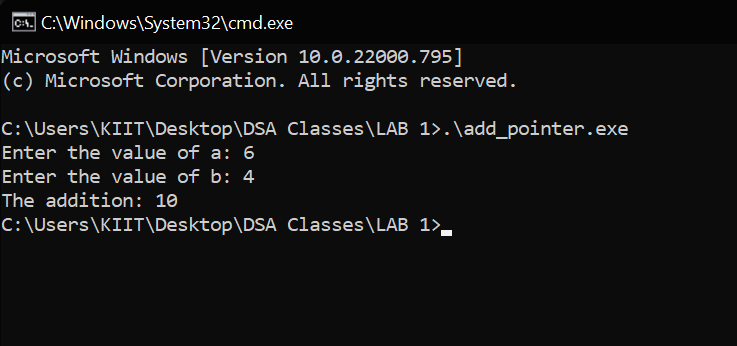 C:\Windows\System32\cmd.exe
Microsoft Windows [Version 10.0.22000.795]
(c) Microsoft Corporation. All rights reserved.
C:\Users\KIIT\Desktop\DSA Classes\LAB 1>.\add_pointer.exe
Enter the value of a: 6
Enter the value of b: 4
The addition: 10
C:\Users\KIIT\Desktop\DSA Classes\LAB 1>